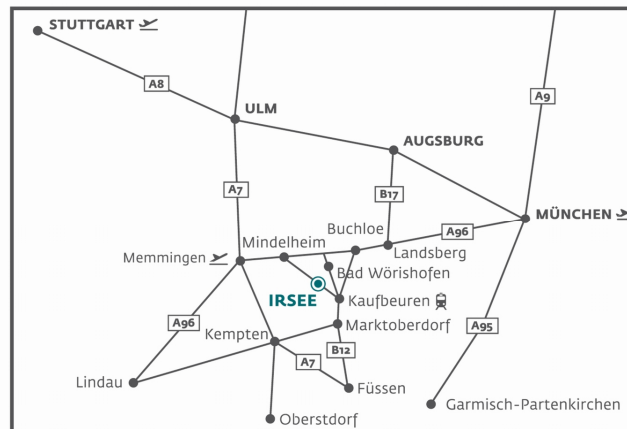 STUTTGART
A8
A9
ULM
AUGSBURG
A7
B17
MÜNCHEN
A96
Buchloe
Mindelheim
Landsberg
Memmingen
Bad Wörishofen
IRSEE
Kaufbeuren
A96
Marktoberdorf
A95
Kempten
B12
A7
Lindau
Füssen
Garmisch-Partenkirchen
Oberstdorf